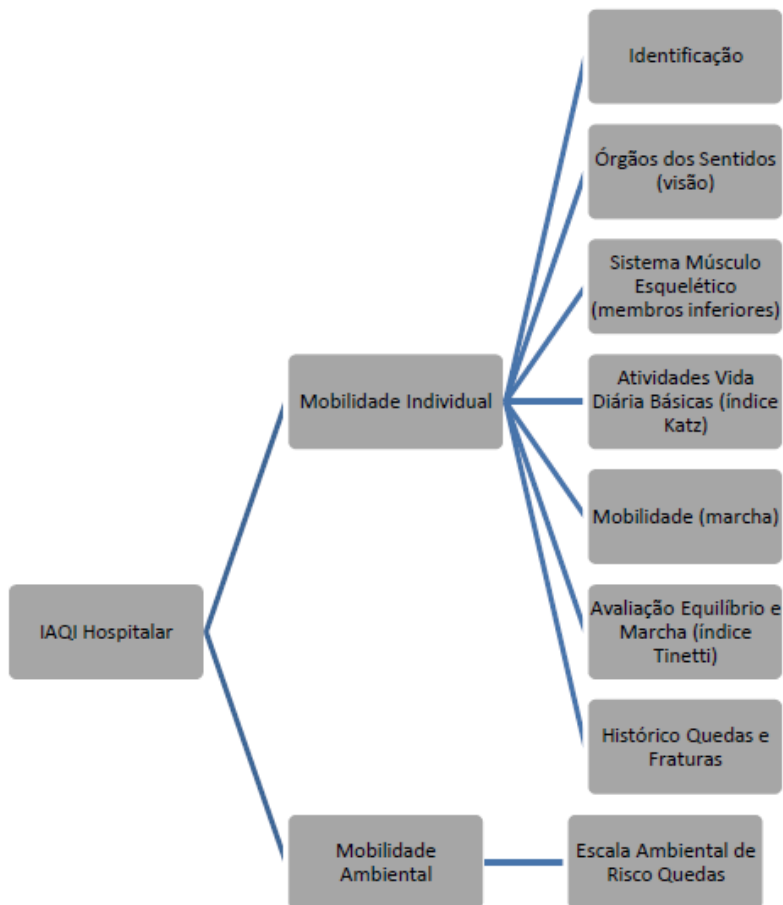 IAQI Hospitalar
Mobilidade Individual
Identificação
Órgãos dos Sentidos
(visão)
Sistema Músculo
Esquelético
(membros inferiores)
Atividades Vida
Diária Básicas (índice
Katz)
Mobilidade (marcha)
Avaliação Equilíbrio e
Marcha (índice
Tinetti)
Histórico Quedas e
Fraturas
Mobilidade
Ambiental
Escala Ambiental de
Risco Quedas